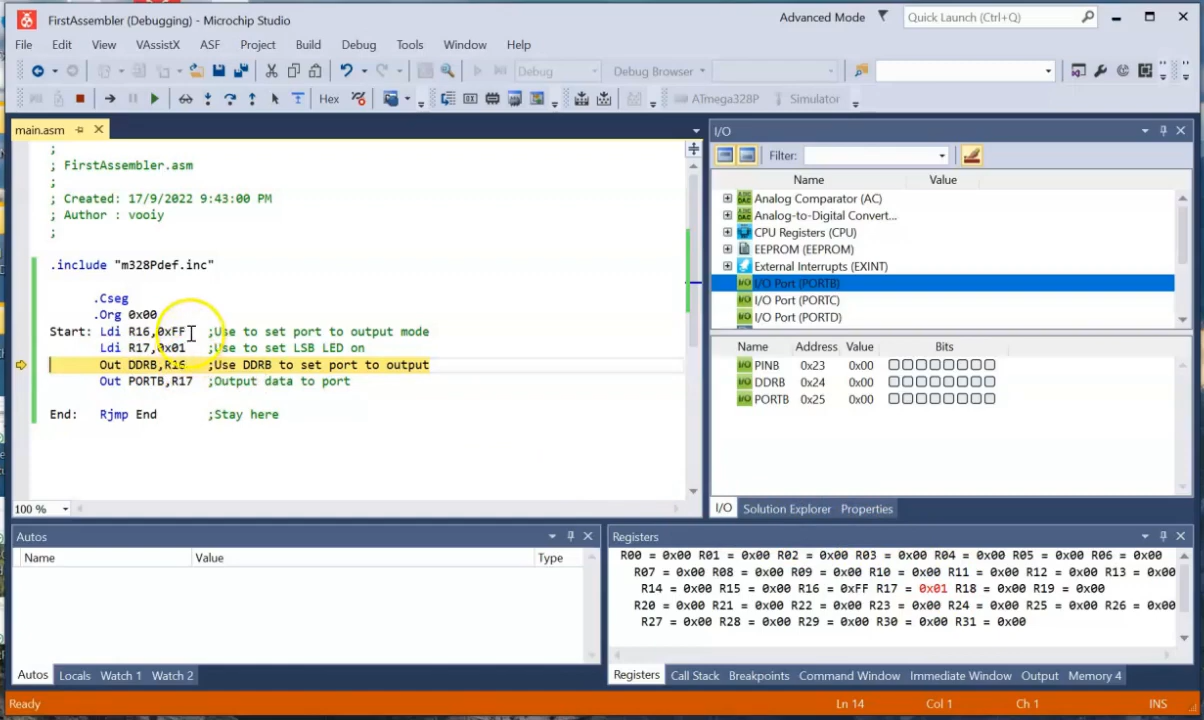 FirstAssembler (Debugging) - Microchip Studio
Advanced Mode
Quick Launch (Ctrl+Q)
File Edit View VAssistX ASF Project Build Debug Tools Window Help
Debug Debug Browser
Hex ATmega328P Simulator
main.asm
;
; FirstAssembler.asm
;
; Created: 17/9/2022 9:43:00 PM
; Author : vooiy
;
.include "m328Pdef.inc"
.Cseg
.Org 0x00
Start: Ldi R16,0xFF ;Use to set port to output mode
Ldi R17,0x01 ;Use to set LSB LED on
Out DDRB,R16 ;Use DDRB to set port to output
Out PORTB,R17 ;Output data to port
End: Rjmp End ;Stay here
100 %
I/O
Filter:
Name Value
Analog Comparator (AC)
Analog-to-Digital Convert...
CPU Registers (CPU)
EEPROM (EEPROM)
External Interrupts (EXINT)
I/O Port (PORTB)
I/O Port (PORTC)
I/O Port (PORTD)
Name Address Value Bits
I/O PINB 0x23 0x00
I/O DDRB 0x24 0x00
I/O PORTB 0x25 0x00
I/O Solution Explorer Properties
Autos
Name Value Type
Autos Locals Watch 1 Watch 2
Registers
R00 = 0x00 R01 = 0x00 R02 = 0x00 R03 = 0x00 R04 = 0x00 R05 = 0x00 R06 = 0x00
R07 = 0x00 R08 = 0x00 R09 = 0x00 R10 = 0x00 R11 = 0x00 R12 = 0x00 R13 = 0x00
R14 = 0x00 R15 = 0x00 R16 = 0xFF R17 = 0x01 R18 = 0x00 R19 = 0x00
R20 = 0x00 R21 = 0x00 R22 = 0x00 R23 = 0x00 R24 = 0x00 R25 = 0x00 R26 = 0x00
R27 = 0x00 R28 = 0x00 R29 = 0x00 R30 = 0x00 R31 = 0x00
Registers Call Stack Breakpoints Command Window Immediate Window Output Memory 4
Ready Ln 14 Col 1 Ch 1 INS